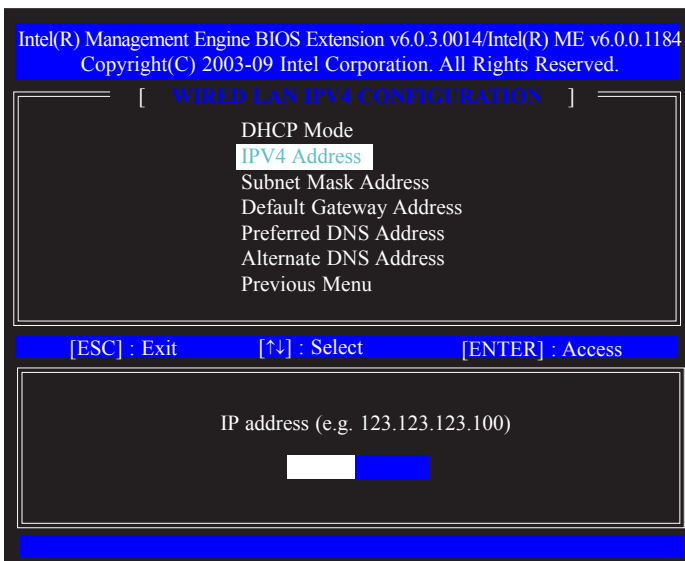 Intel(R) Management Engine BIOS Extension v6.0.3.0014/Intel(R) ME v6.0.0.1184
Copyright(C) 2003-09 Intel Corporation. All Rights Reserved.
[ WIRED LAN IPV4 CONFIGURATION ]
DHCP Mode
IPV4 Address
Subnet Mask Address
Default Gateway Address
Preferred DNS Address
Alternate DNS Address
Previous Menu
[ESC] : Exit [↑↓] : Select [ENTER] : Access
IP address (e.g. 123.123.123.100)